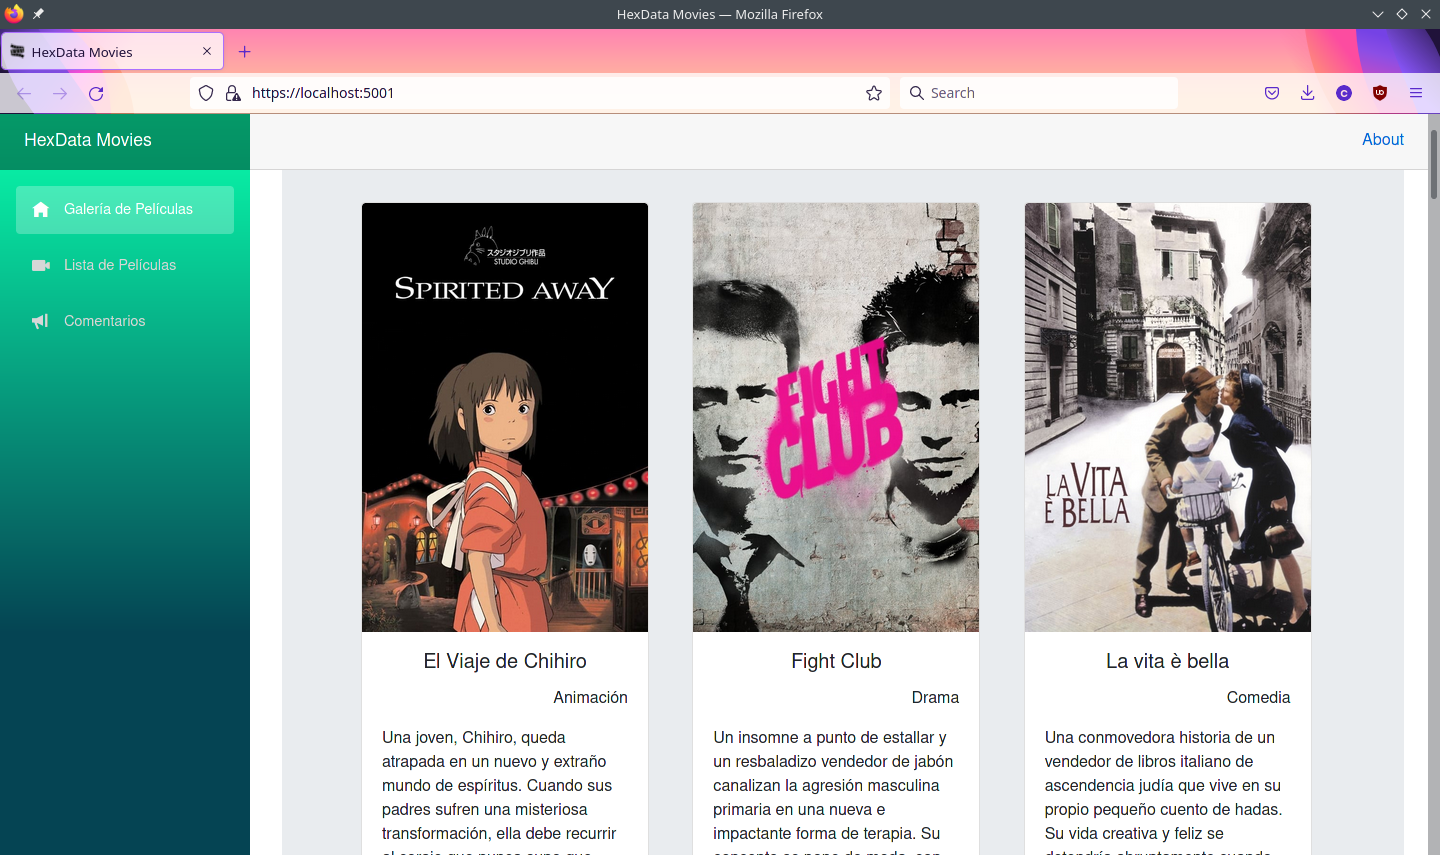 HexData Movies — Mozilla Firefox
HexData Movies
https://localhost:5001
Search
HexData Movies
About
Galería de Películas
Lista de Películas
Comentarios
スタジオジブリ作品
STUDIO GHIBLI
SPIRITED AWAY
FIGHT
CLUB
LA VITA
È BELLA
El Viaje de Chihiro
Animación
Una joven, Chihiro, queda
atrapada en un nuevo y extraño
mundo de espíritus. Cuando sus
padres sufren una misteriosa
transformación, ella debe recurrir
Fight Club
Drama
Un insomne a punto de estallar y
un resbaladizo vendedor de jabón
canalizan la agresión masculina
primaria en una nueva e
impactante forma de terapia. Su
La vita è bella
Comedia
Una conmovedora historia de un
vendedor de libros italiano de
ascendencia judía que vive en su
propio pequeño cuento de hadas.
Su vida creativa y feliz se